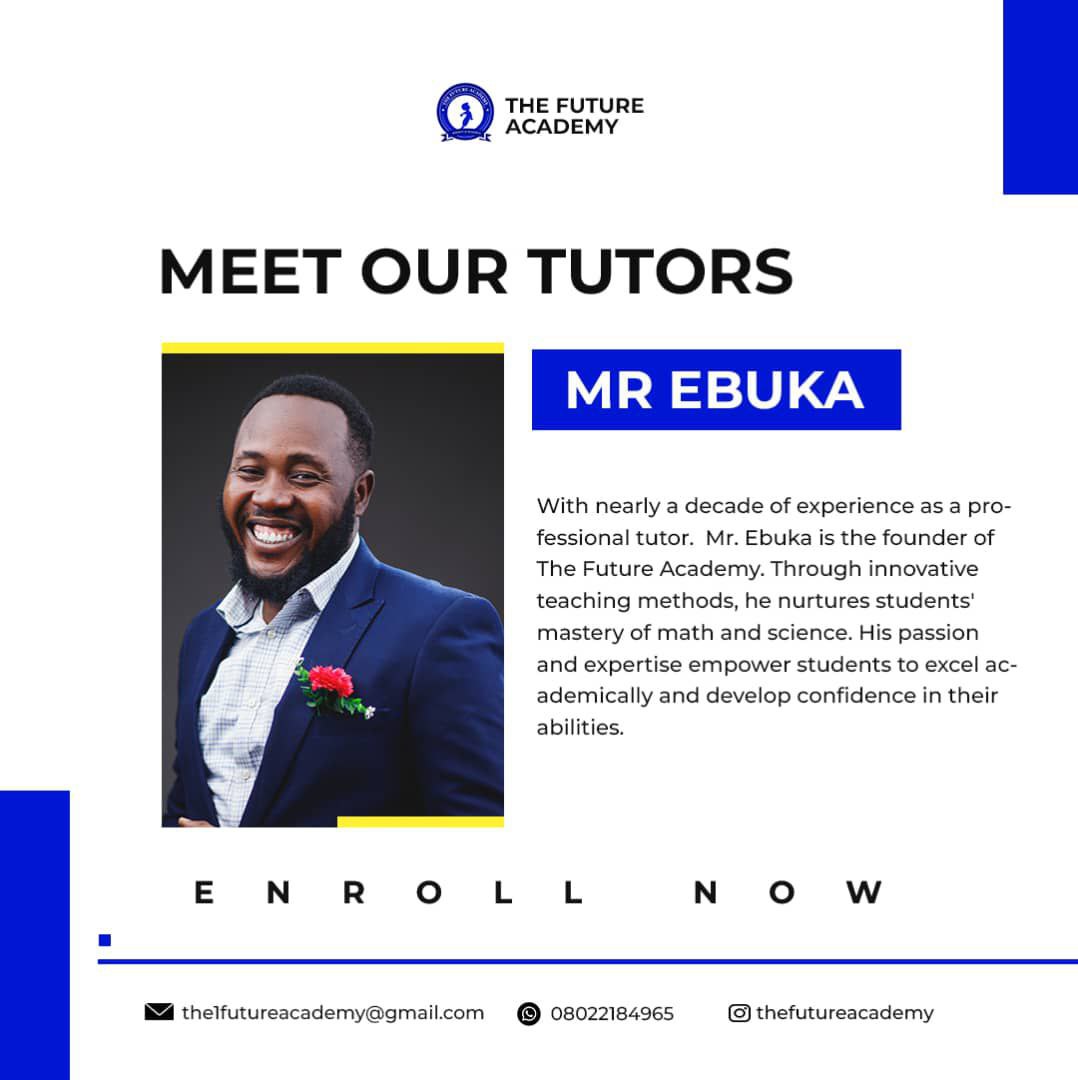 THE FUTURE
ACADEMY
MEET OUR TUTORS
MR EBUKA
With nearly a decade of experience as a pro-
fessional tutor.  Mr. Ebuka is the founder of
The Future Academy. Through innovative
teaching methods, he nurtures students'
mastery of math and science. His passion
and expertise empower students to excel ac-
ademically and develop confidence in their
abilities.
ENROLL NOW
the1futureacademy@gmail.com
08022184965
thefutureacademy